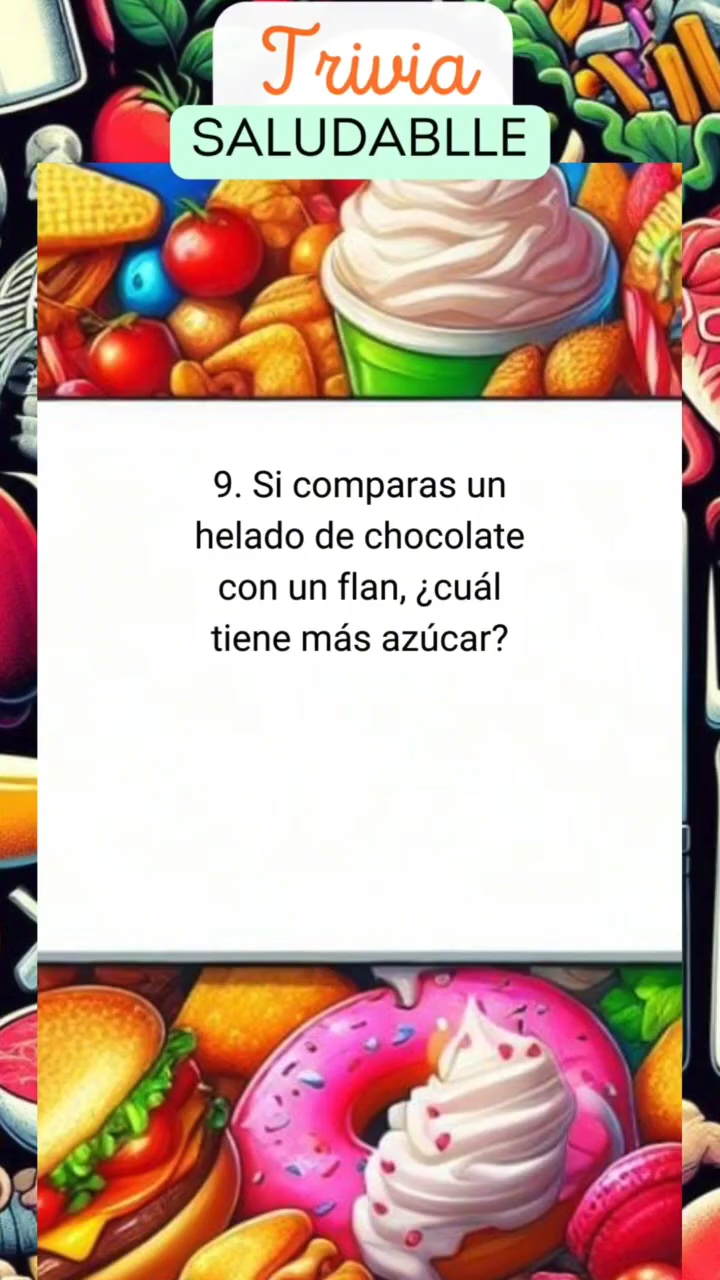 Trivia
SALUDABLLE
9. Si comparas un
helado de chocolate
con un flan, ¿cuál
tiene más azúcar?